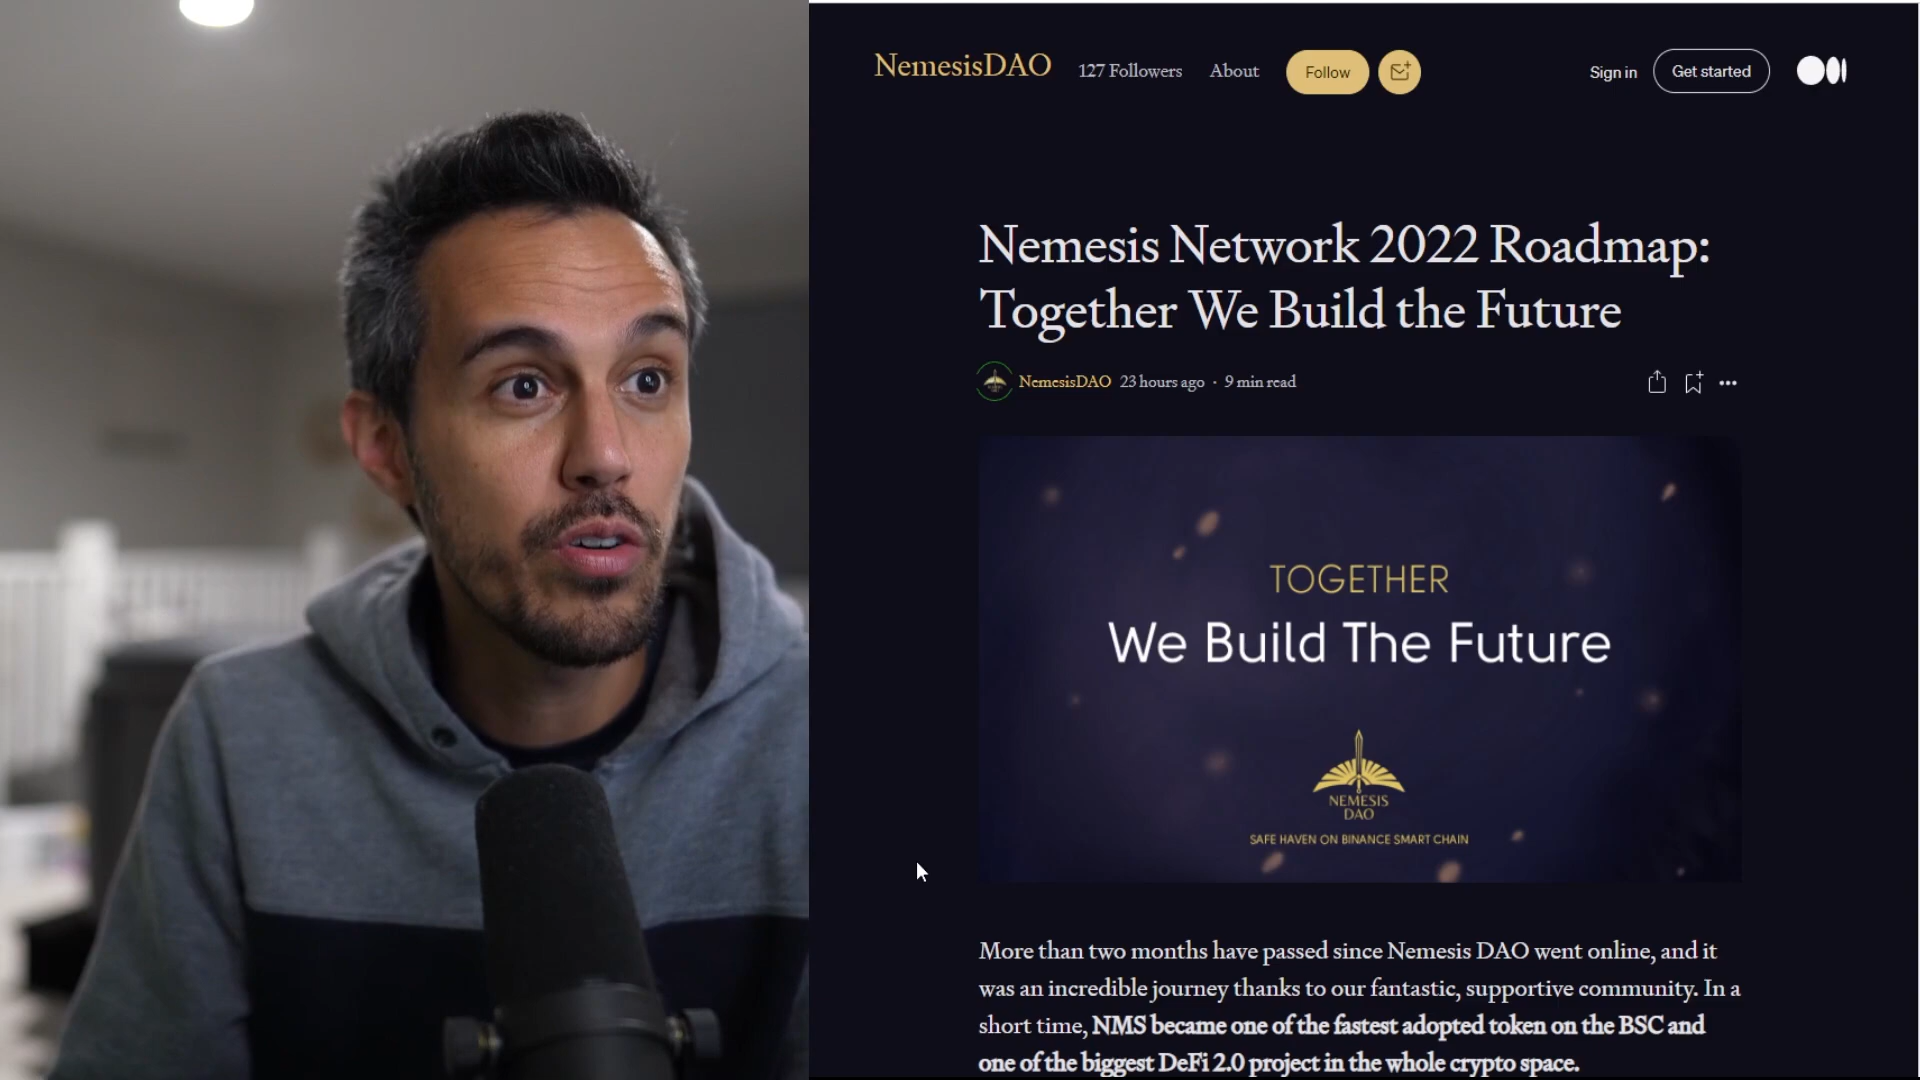 NemesisDAO 127 Followers About Follow Sign in Get started
Nemesis Network 2022 Roadmap:
Together We Build the Future
NemesisDAO 23 hours ago · 9 min read
TOGETHER
We Build The Future
NEMESIS
DAO
SAFE HAVEN ON BINANCE SMART CHAIN
More than two months have passed since Nemesis DAO went online, and it
was an incredible journey thanks to our fantastic, supportive community. In a
short time, NMS became one of the fastest adopted token on the BSC and
one of the biggest DeFi 2.0 project in the whole crypto space.